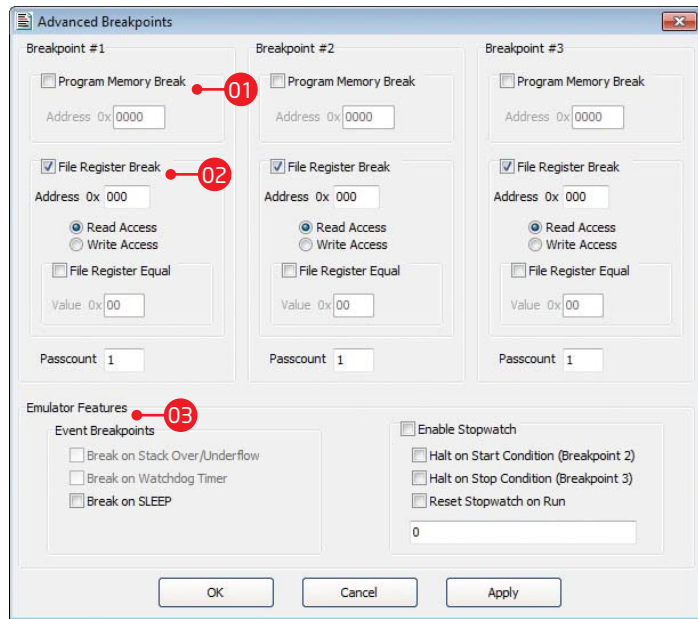 Advanced Breakpoints
Breakpoint #1
Program Memory Break
01
Address 0x 0000
File Register Break
02
Address 0x 000
Read Access
Write Access
File Register Equal
Value 0x 00
Passcount 1
Breakpoint #2
Program Memory Break
Address 0x 0000
File Register Break
Address 0x 000
Read Access
Write Access
File Register Equal
Value 0x 00
Passcount 1
Breakpoint #3
Program Memory Break
Address 0x 0000
File Register Break
Address 0x 000
Read Access
Write Access
File Register Equal
Value 0x 00
Passcount 1
Emulator Features
03
Event Breakpoints
Break on Stack Over/Underflow
Break on Watchdog Timer
Break on SLEEP
Enable Stopwatch
Halt on Start Condition (Breakpoint 2)
Halt on Stop Condition (Breakpoint 3)
Reset Stopwatch on Run
0
OK
Cancel
Apply